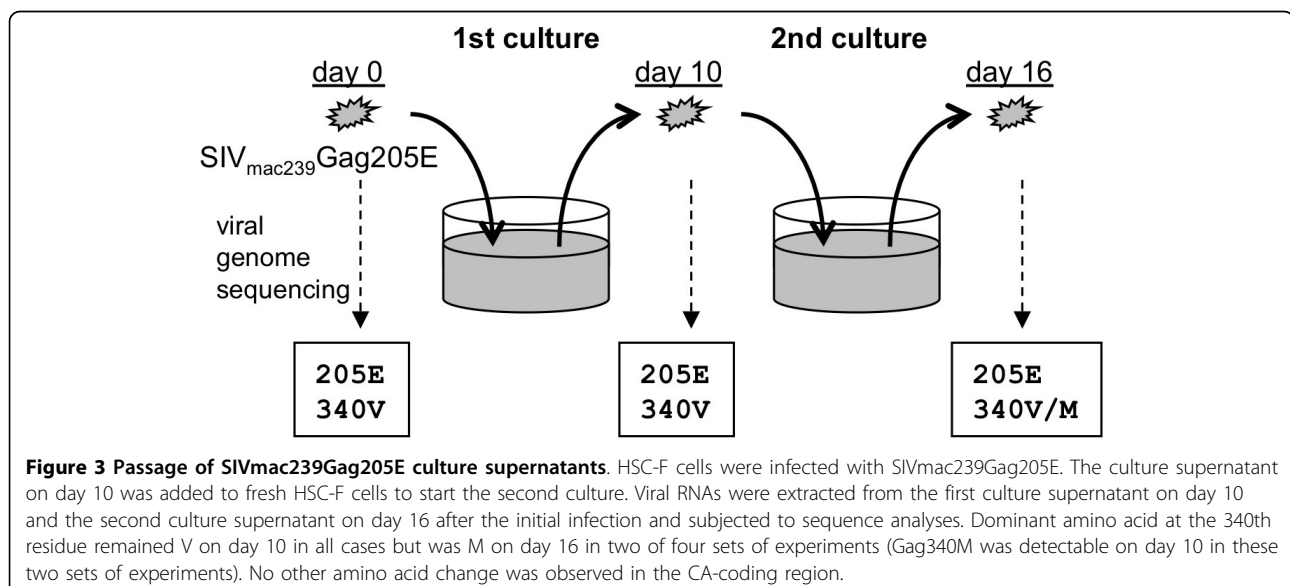 1st culture
2nd culture
day 0
day 10
day 16
SIVmac239Gag205E
viral
genome
sequencing
205E
340V
205E
340V
205E
340V/M
Figure 3 Passage of SIVmac239Gag205E culture supernatants. HSC-F cells were infected with SIVmac239Gag205E. The culture supernatant
on day 10 was added to fresh HSC-F cells to start the second culture. Viral RNAs were extracted from the first culture supernatant on day 10
and the second culture supernatant on day 16 after the initial infection and subjected to sequence analyses. Dominant amino acid at the 340th
residue remained V on day 10 in all cases but was M on day 16 in two of four sets of experiments (Gag340M was detectable on day 10 in these
two sets of experiments). No other amino acid change was observed in the CA-coding region.